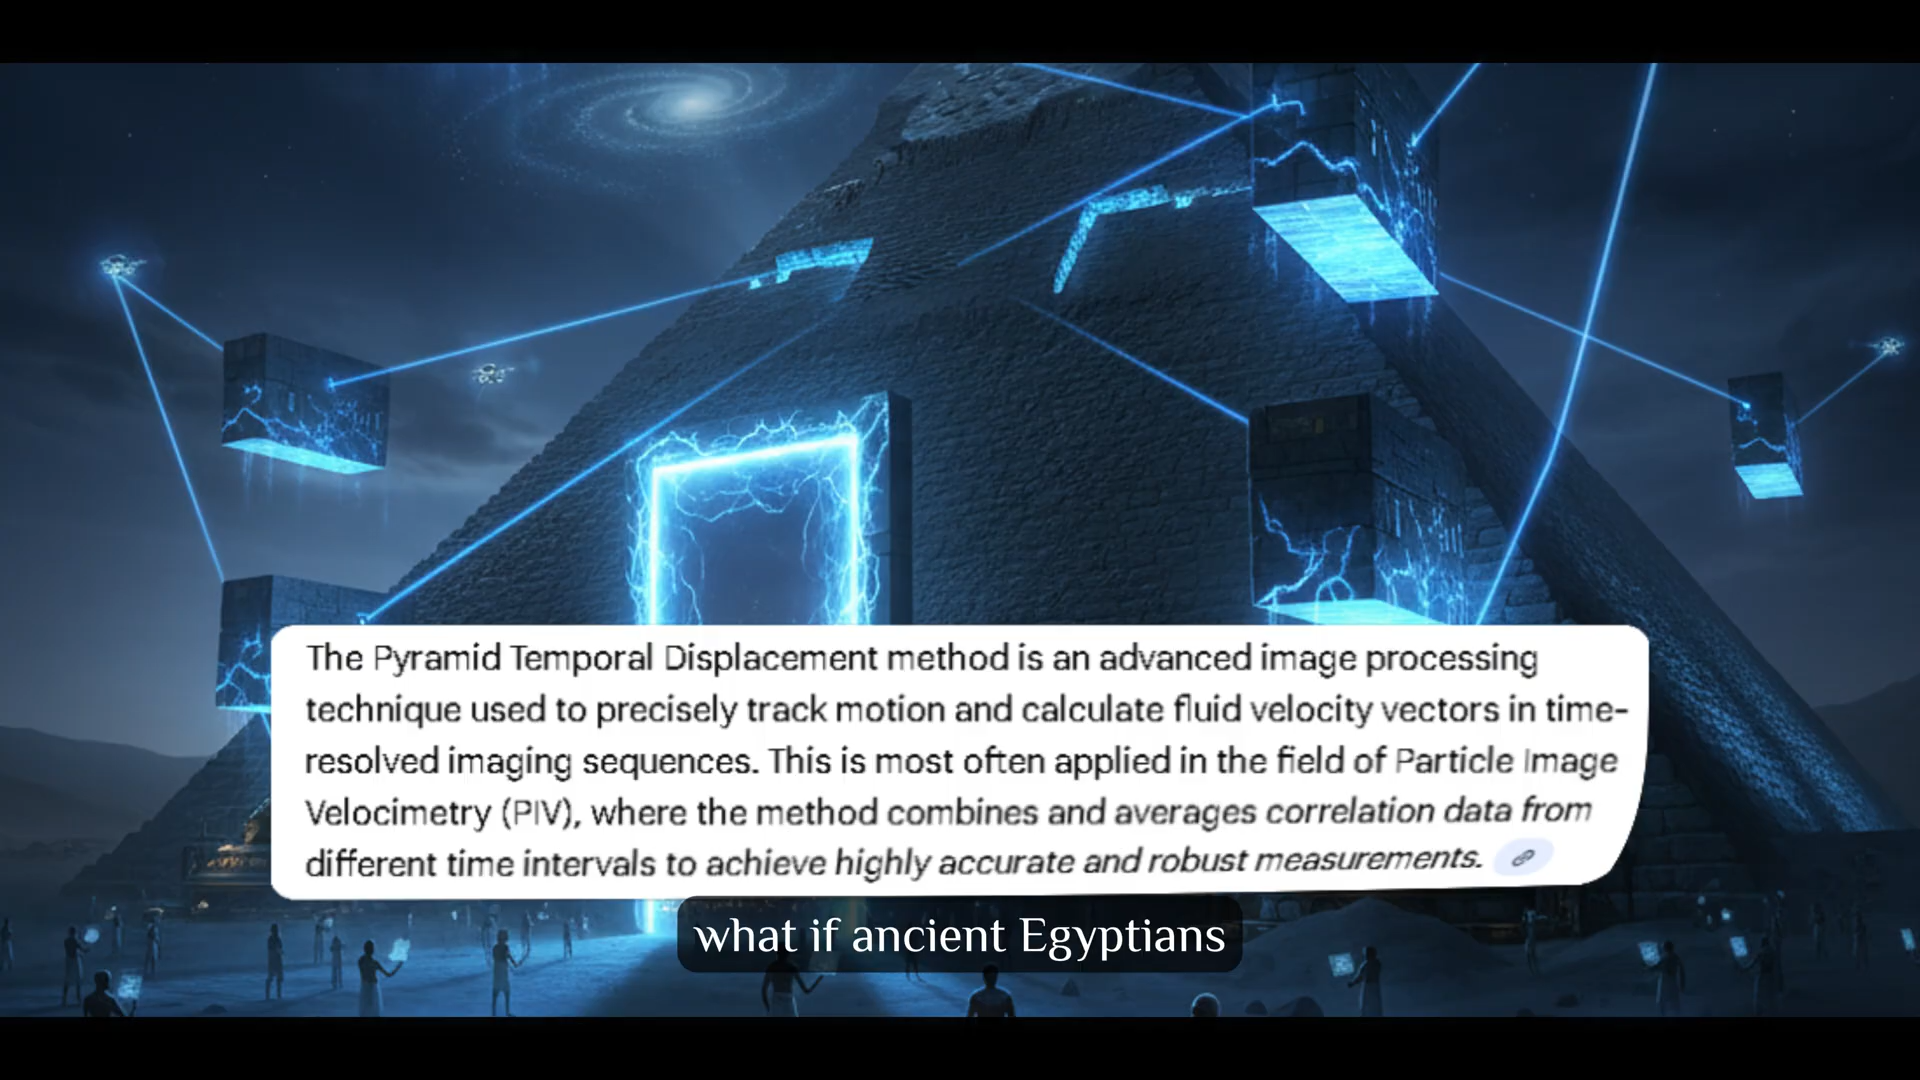 The Pyramid Temporal Displacement method is an advanced image processing
technique used to precisely track motion and calculate fluid velocity vectors in time-
resolved imaging sequences. This is most often applied in the field of Particle Image
Velocimetry (PIV), where the method combines and averages correlation data from
different time intervals to achieve highly accurate and robust measurements.
what if ancient Egyptians